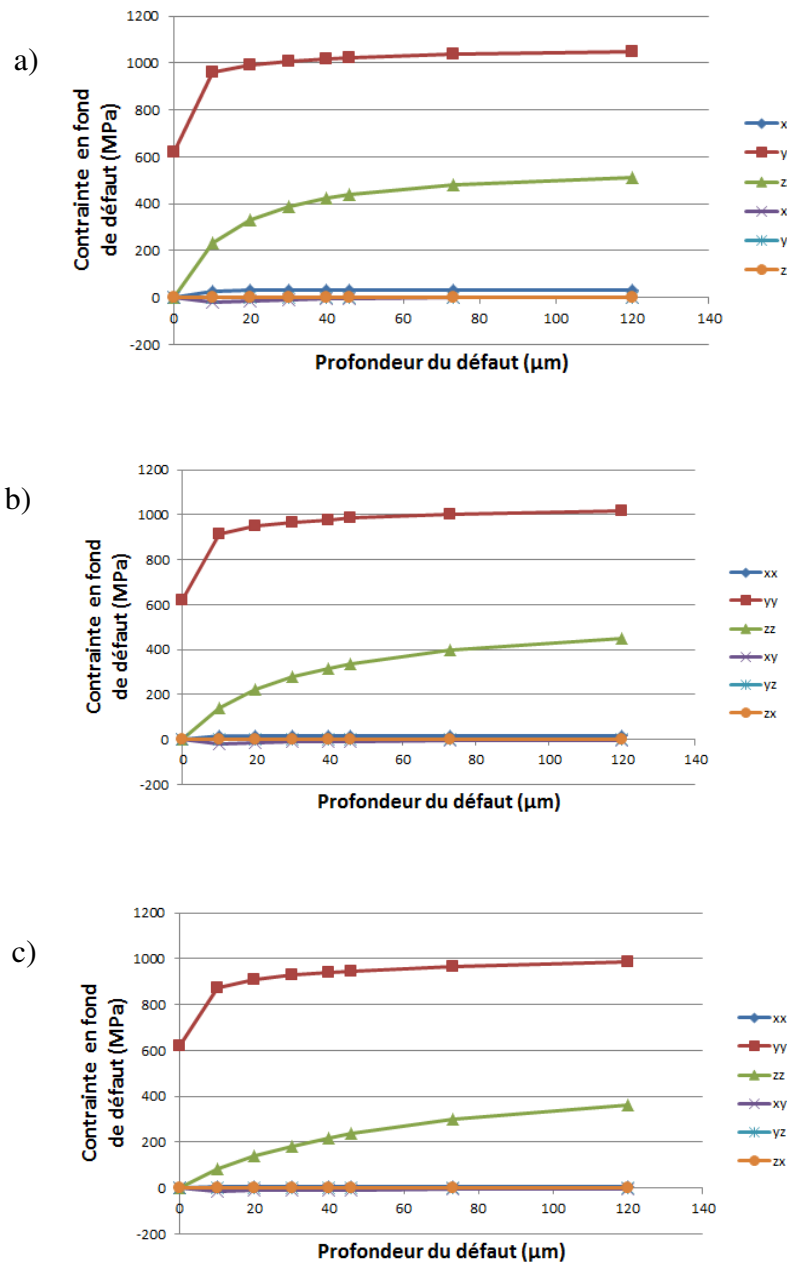 a)
1200
1000
800
600
400
200
0
-200
0
20
40
60
80
100
120
140
Contrainte en fond
de défaut (MPa)
Profondeur du défaut (µm)
x
y
z
x
y
z
b)
1200
1000
800
600
400
200
0
-200
0
20
40
60
80
100
120
140
Contrainte en fond
de défaut (MPa)
Profondeur du défaut (µm)
xx
yy
zz
xy
yz
zx
c)
1200
1000
800
600
400
200
0
-200
0
20
40
60
80
100
120
140
Contrainte en fond
de défaut (MPa)
Profondeur du défaut (µm)
xx
yy
zz
xy
yz
zx